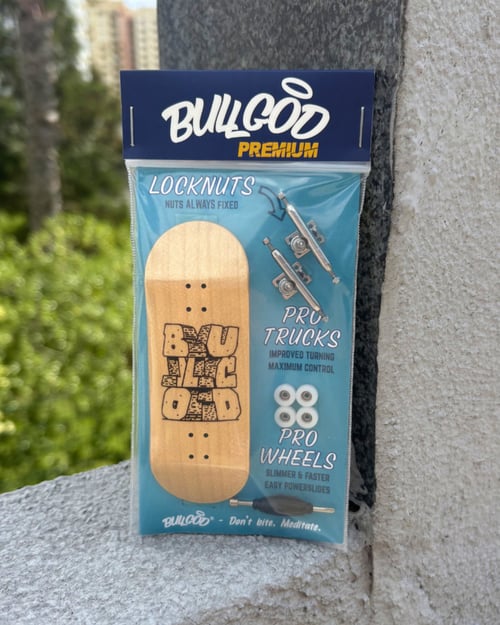 BULLGOD
PREMIUM
LOCKNUTS
NUTS ALWAYS FIXED
PRO
TRUCKS
IMPROVED TURNING
MAXIMUM CONTROL
PRO
WHEELS
SLIMMER & FASTER
EASY POWERSLIDES
BULLGOD® - Don't bite. Meditate.